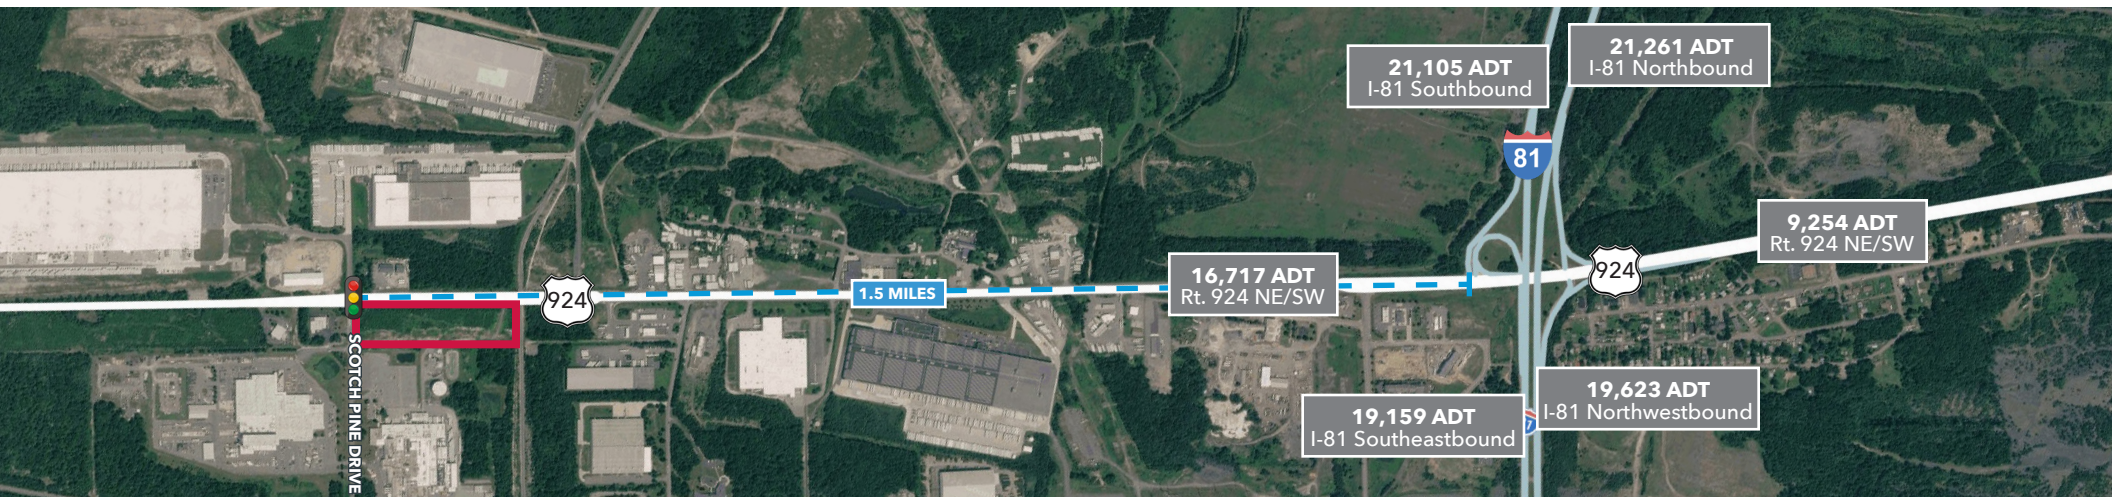 21,105 ADT
I-81 Southbound
21,261 ADT
I-81 Northbound
81
9,254 ADT
Rt. 924 NE/SW
924
16,717 ADT
Rt. 924 NE/SW
1.5 MILES
924
SCOTCH PINE DRIVE
19,159 ADT
I-81 Southeastbound
19,623 ADT
I-81 Northwestbound